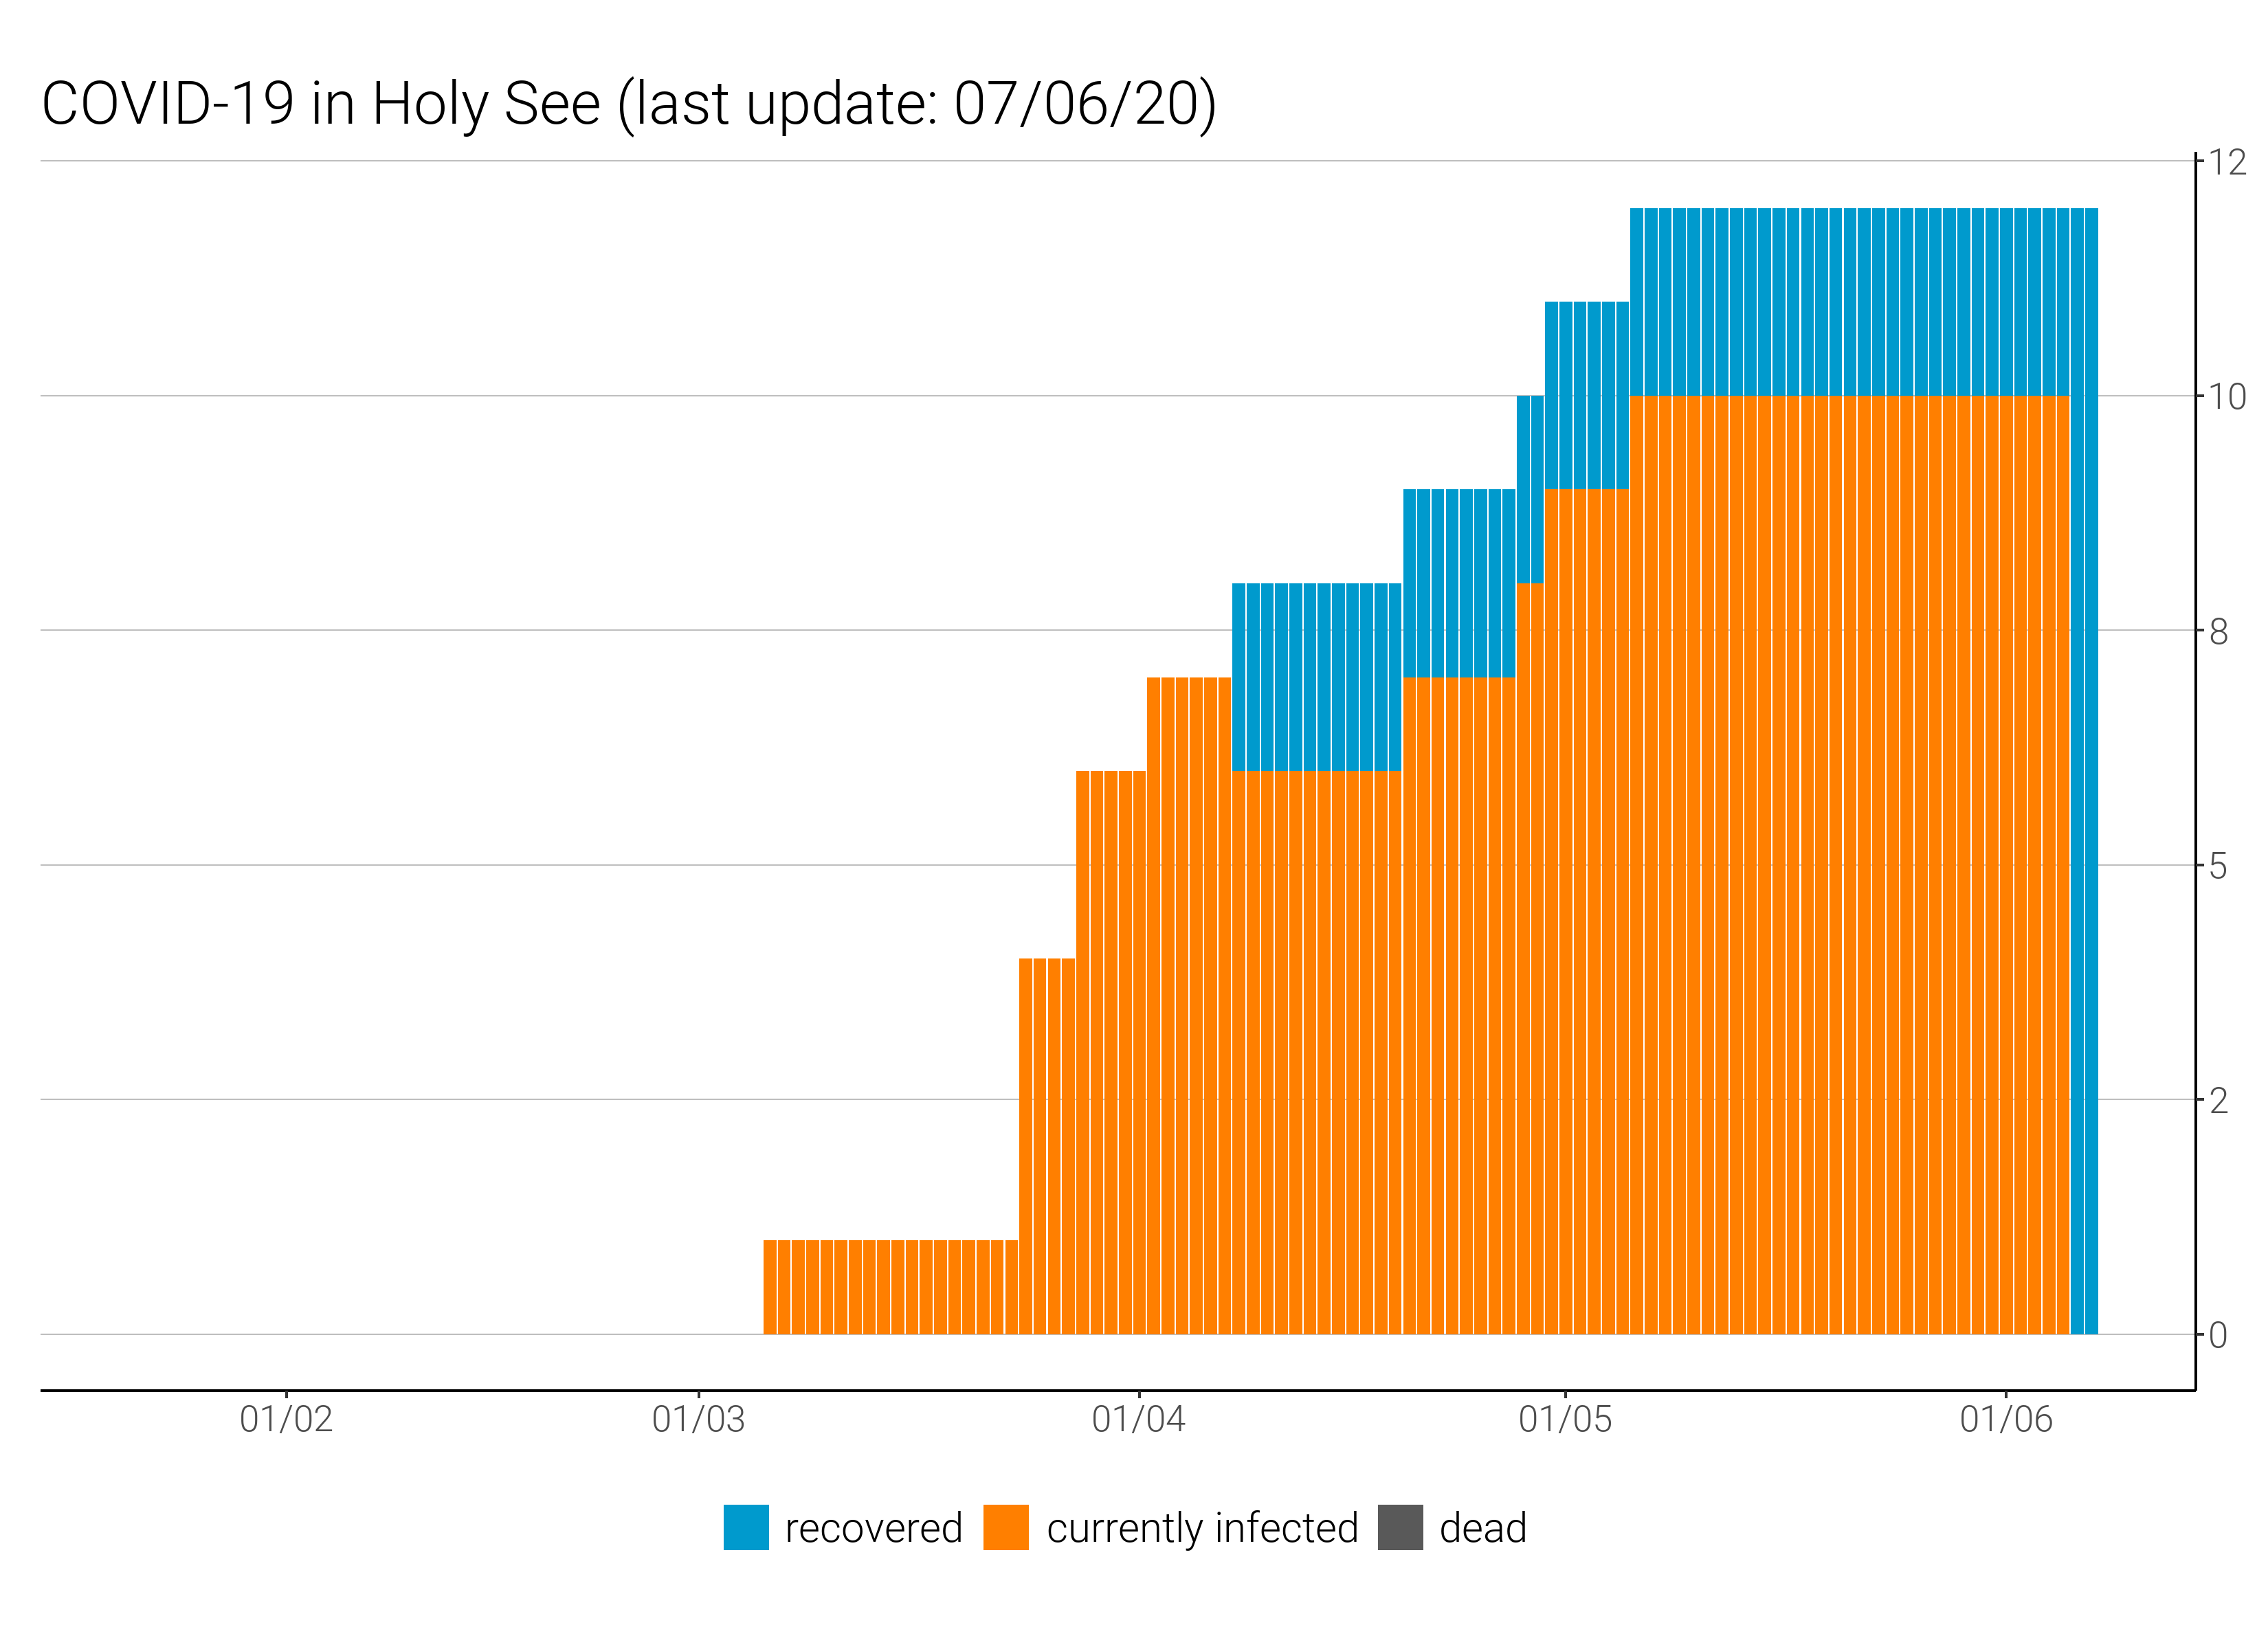 COVID-19 in Holy See (last update: 07/06/20)
12
10
8
5
2
0
01/02 01/03 01/04 01/05 01/06
recovered currently infected dead